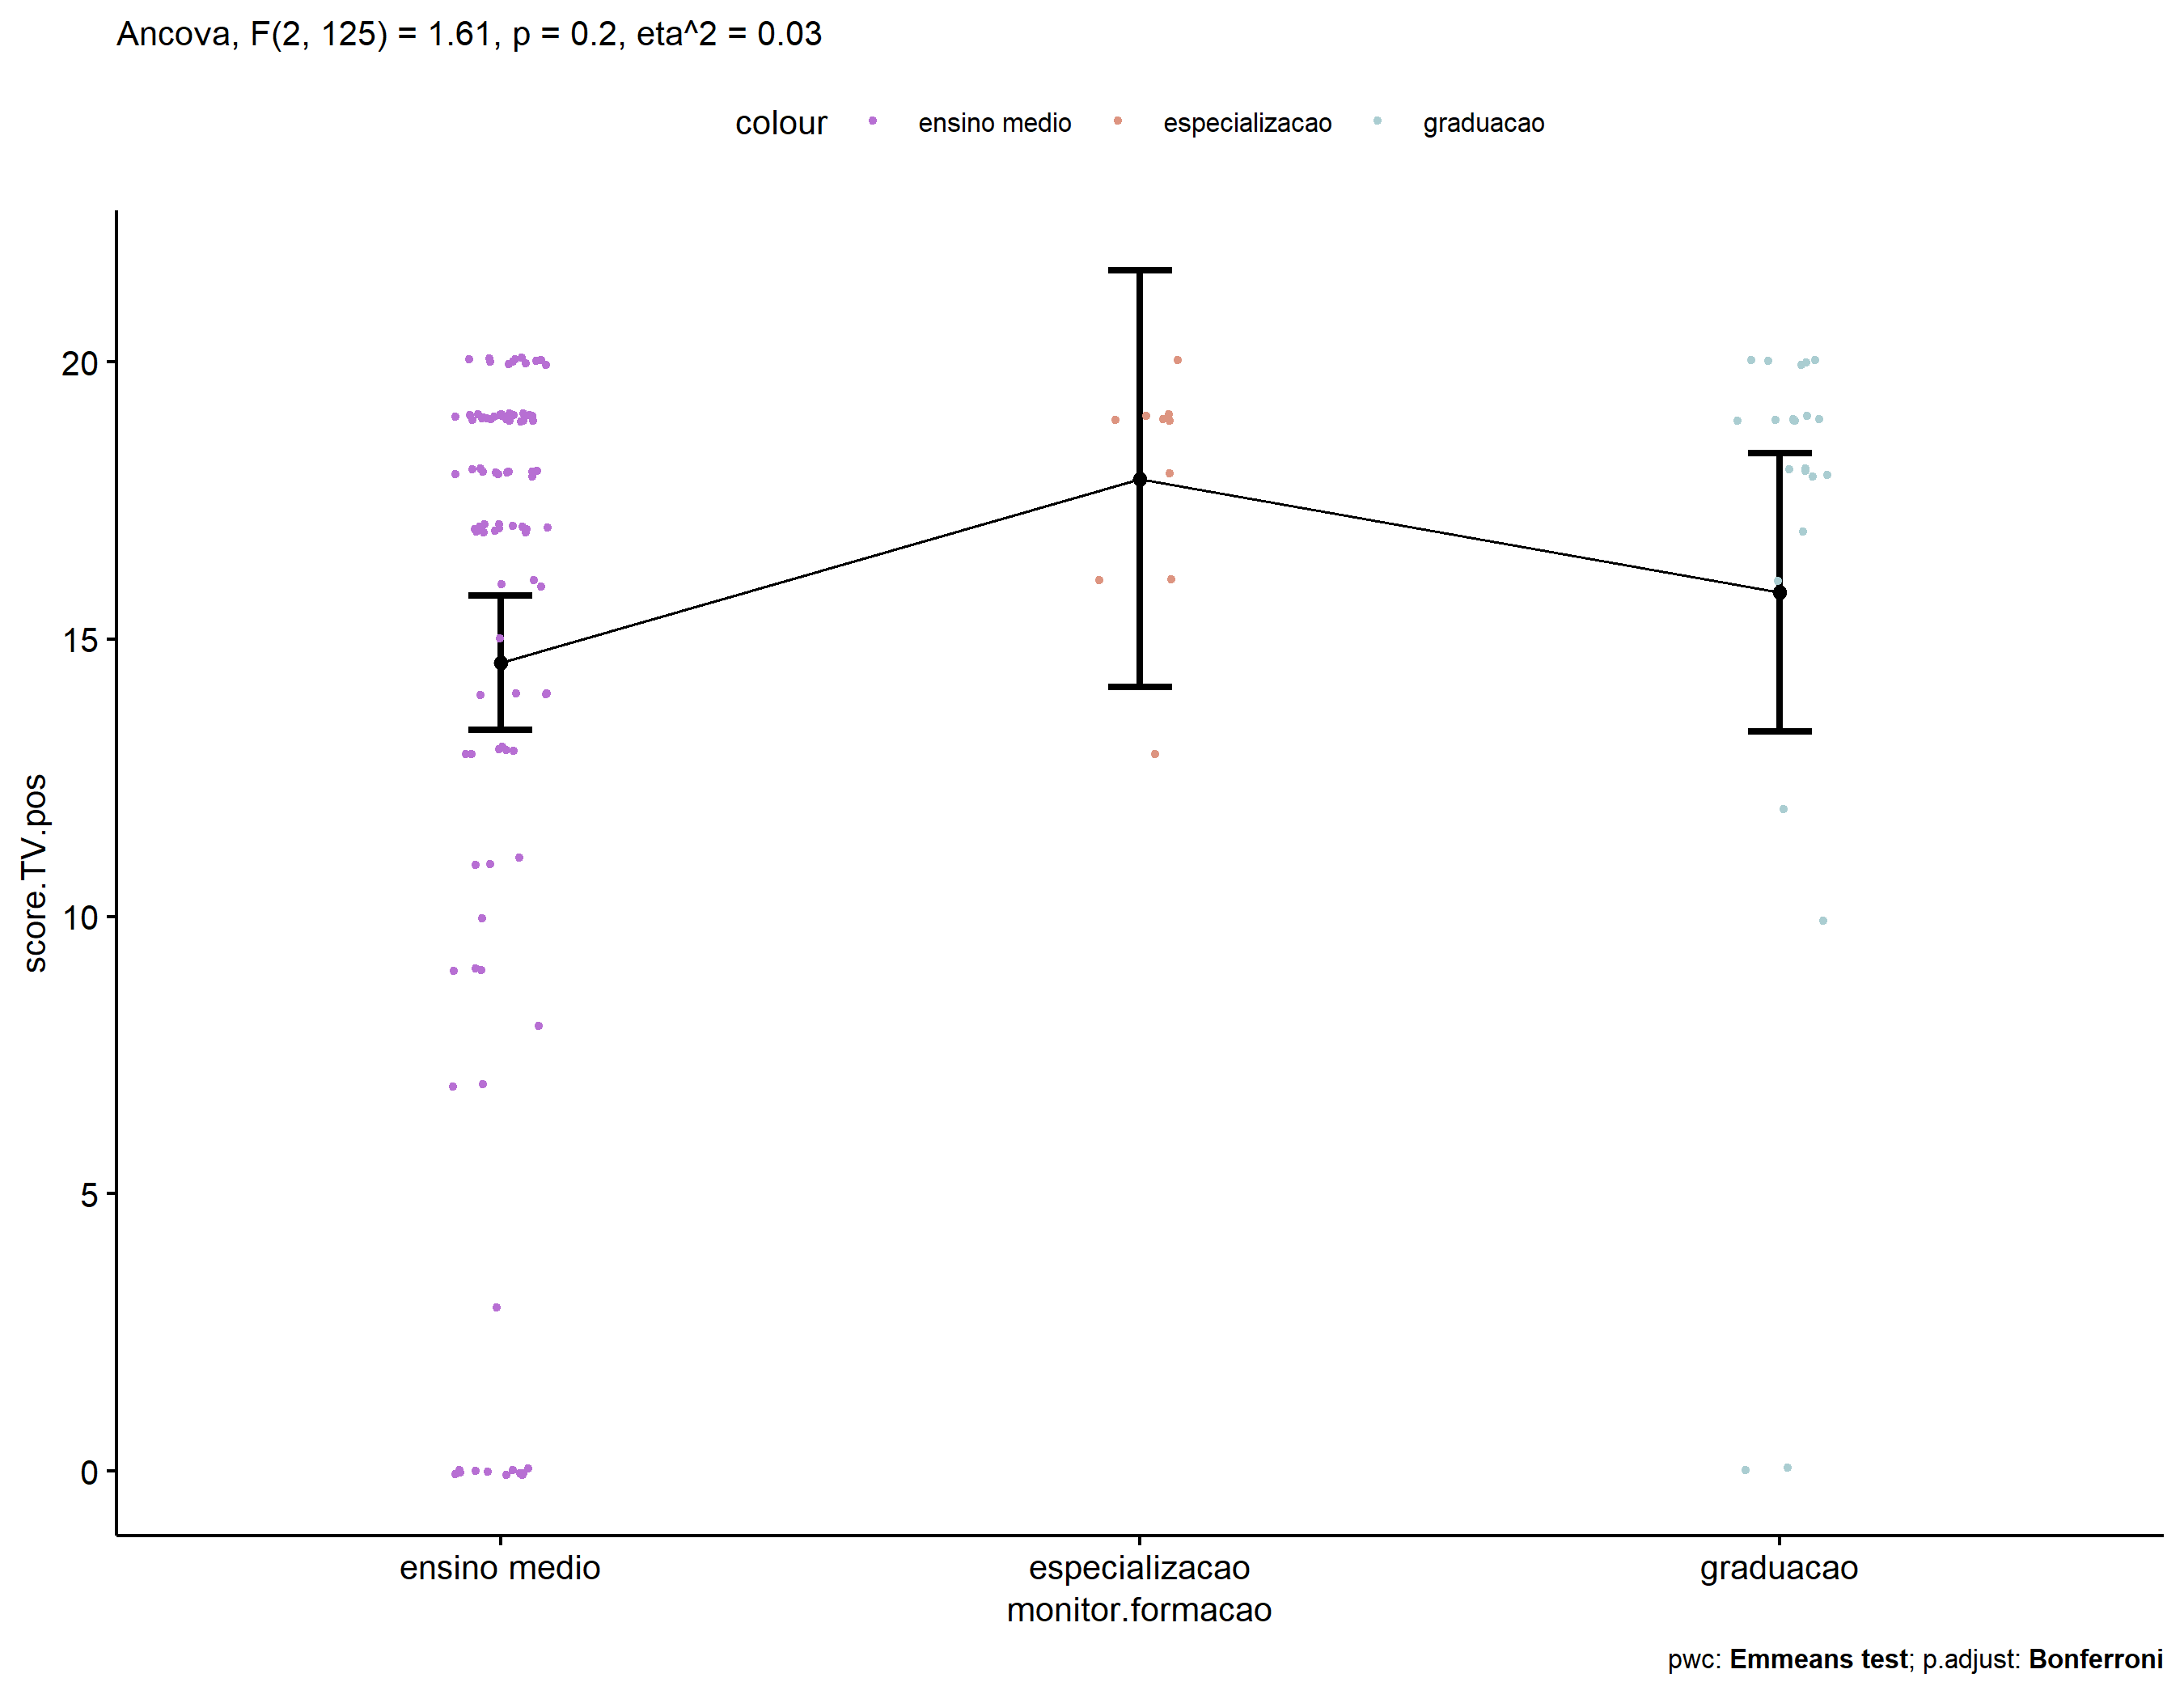 Ancova, F(2, 125) = 1.61, p = 0.2, eta^2 = 0.03
colour ensino medio especializacao graduacao
score.TV.pos
20
15
10
5
0
ensino medio especializacao graduacao
monitor.formacao
pwc: Emmeans test; p.adjust: Bonferroni